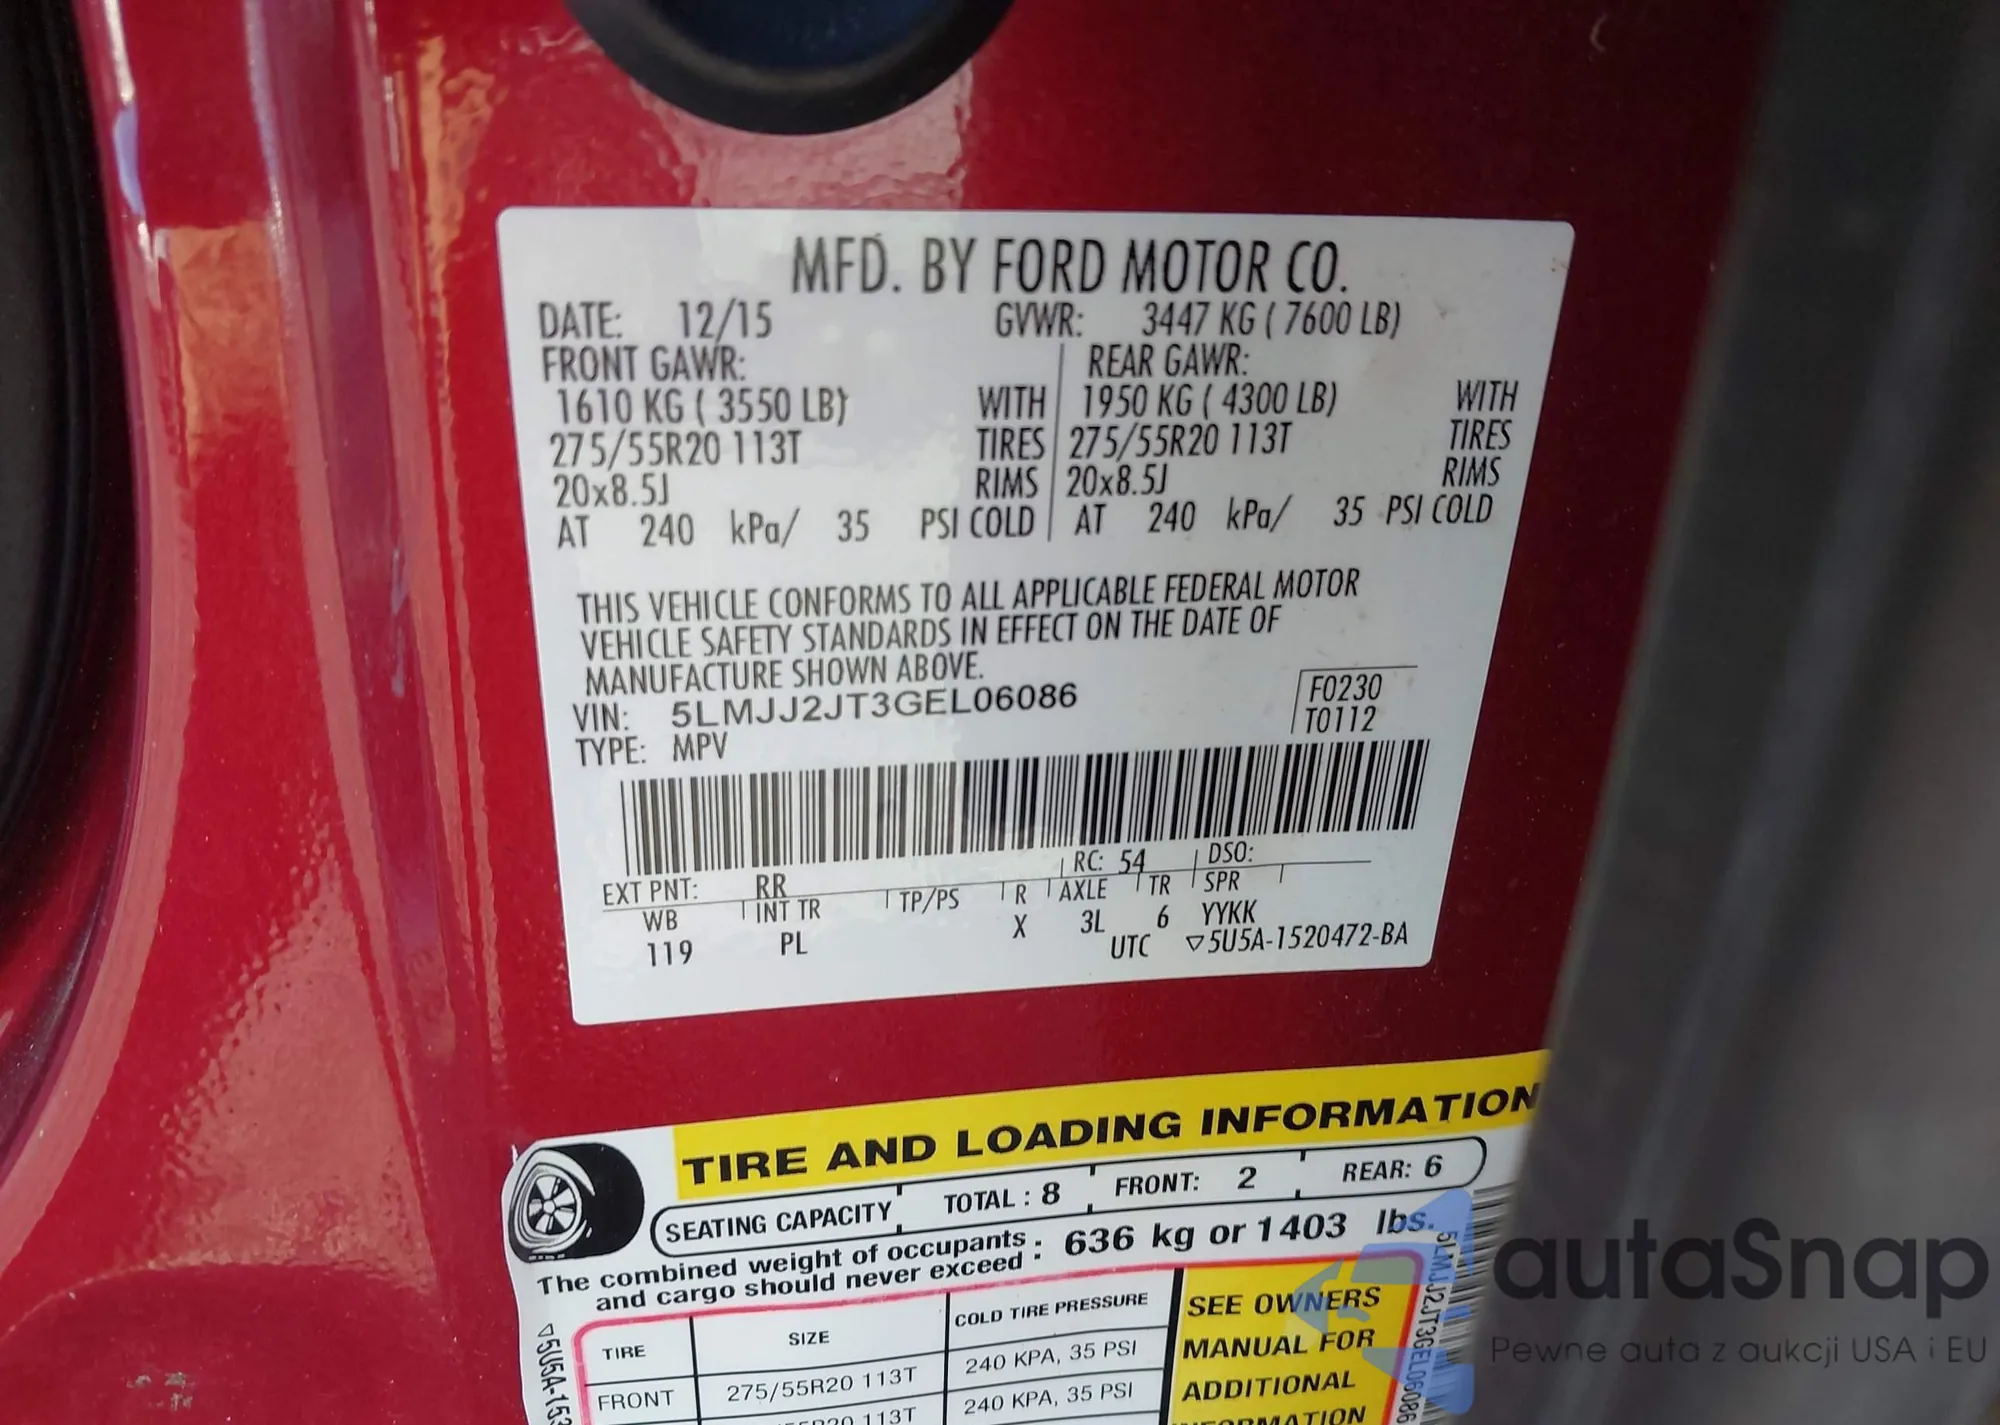 MFD. BY FORD MOTOR CO.
DATE: 12/15 GVWR: 3447 KG ( 7600 LB)
FRONT GAWR: REAR GAWR:
1610 KG ( 3550 LB) WITH 1950 KG ( 4300 LB) WITH
275/55R20 113T TIRES 275/55R20 113T TIRES
20x8.5J RIMS 20x8.5J RIMS
AT 240 kPa/ 35 PSI COLD AT 240 kPa/ 35 PSI COLD
THIS VEHICLE CONFORMS TO ALL APPLICABLE FEDERAL MOTOR
VEHICLE SAFETY STANDARDS IN EFFECT ON THE DATE OF
MANUFACTURE SHOWN ABOVE.
VIN: 5LMJJ2JT3GEL06086 F0230
TYPE: MPV T0112
EXT PNT: RR RC: 54 DSO:
WB INT TR TP/PS R AXLE TR SPR
119 PL X 3L 6 YYKK
UTC ▽5U5A-1520472-BA
TIRE AND LOADING INFORMATION
SEATING CAPACITY TOTAL : 8 FRONT: 2 REAR: 6
The combined weight of occupants : 636 kg or 1403 lbs.
and cargo should never exceed :
TIRE SIZE COLD TIRE PRESSURE SEE OWNERS
FRONT 275/55R20 113T 240 KPA, 35 PSI MANUAL FOR
113T 240 KPA, 35 PSI ADDITIONAL
INFORMATION
▽5U5A-153
5LMJJ2JT3GEL06086
autaSnap
Pewne auta z aukcji USA i EU